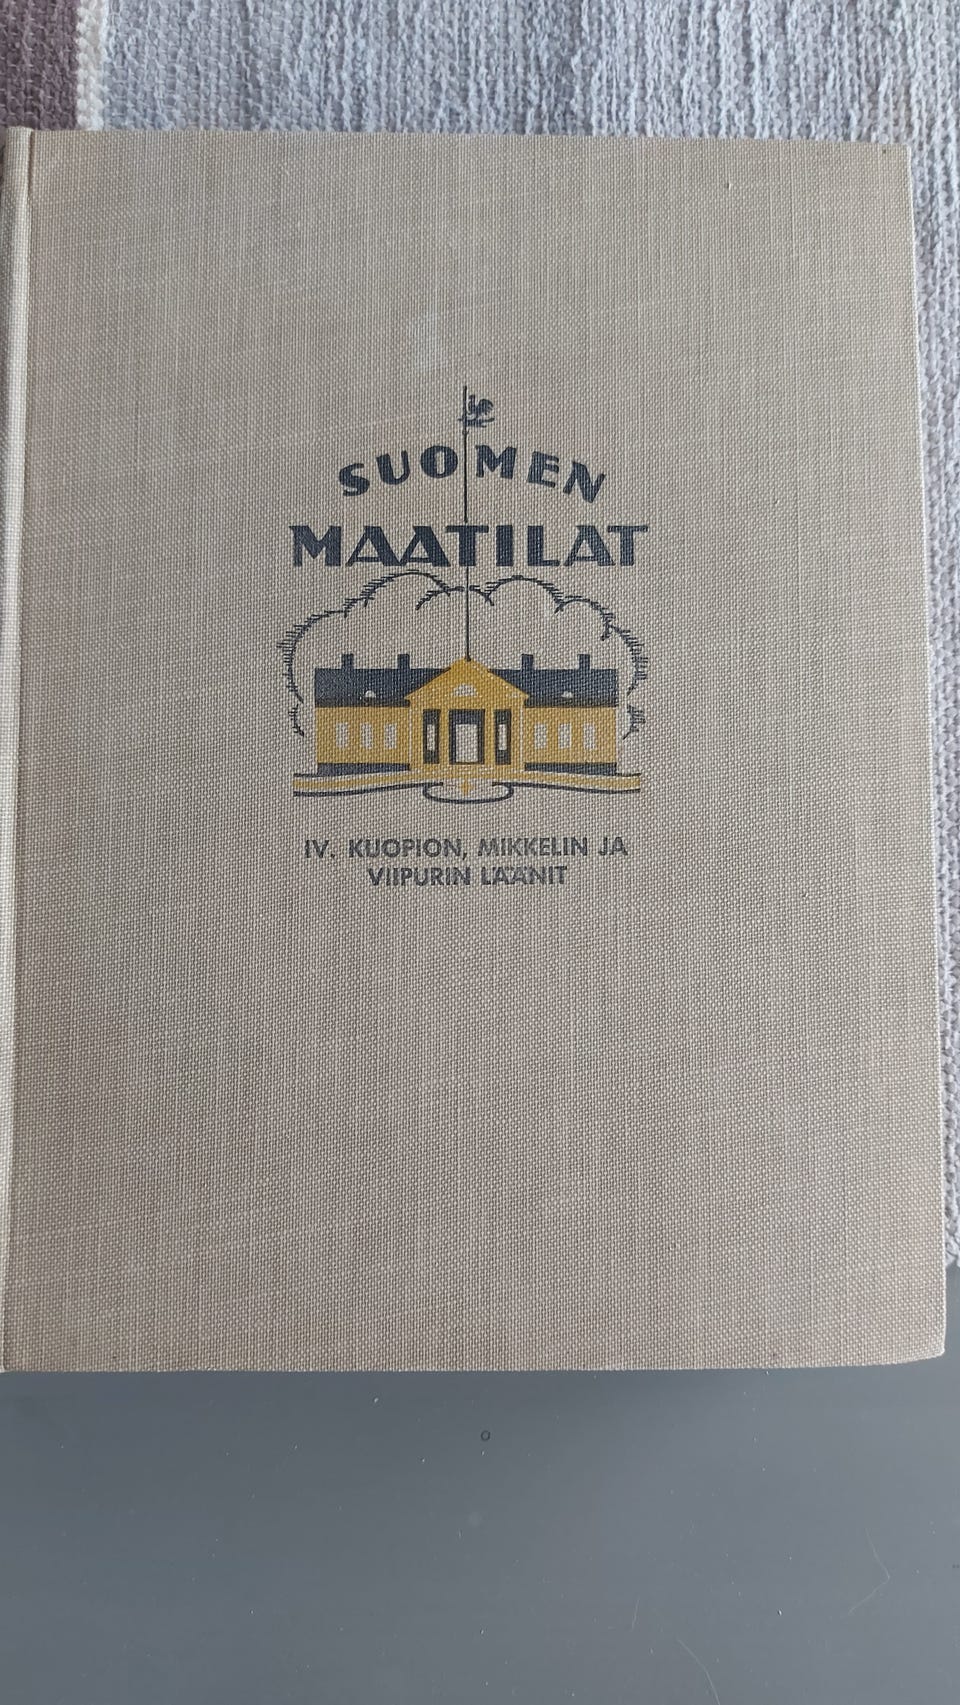 SUOMEN
MAATILAT
IV. KUOPION, MIKKELIN JA
VIIPURIN LÄÄNIT